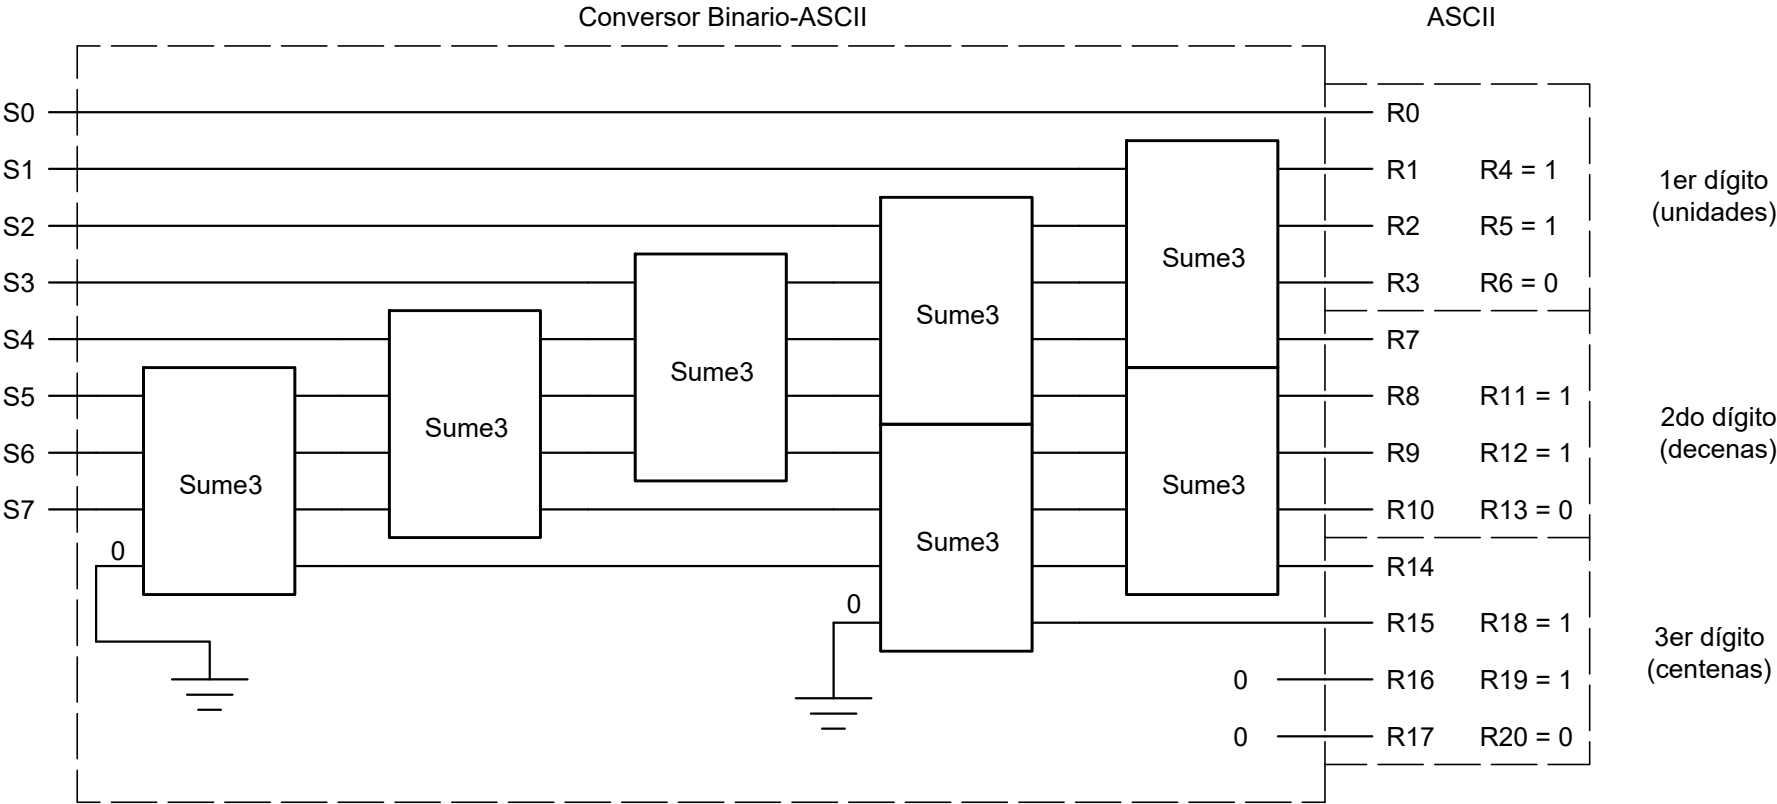 Conversor Binario-ASCII ASCII
S0 R0
S1 R1 R4 = 1
1er dígito
(unidades)
S2 R2 R5 = 1
Sume3
S3 R3 R6 = 0
Sume3
S4 R7
Sume3
S5 R8 R11 = 1
2do dígito
(decenas)
Sume3
S6 R9 R12 = 1
Sume3 Sume3
S7 R10 R13 = 0
Sume3
0 R14
0
R15 R18 = 1
3er dígito
(centenas)
0 R16 R19 = 1
0 R17 R20 = 0